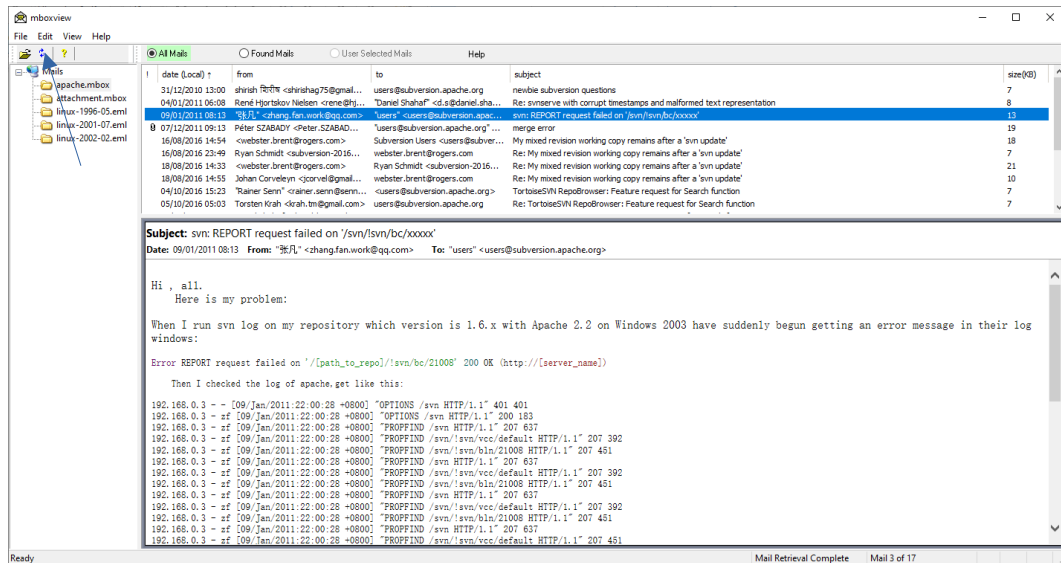 mboxview
File Edit View Help
All Mails Found Mails User Selected Mails Help
Mails
apache.mbox
attachment.mbox
linux-1996-05.eml
linux-2001-07.eml
linux-2002-02.eml
! date (Local) ↑ from to subject size(KB)
31/12/2010 13:00 shirish शिरीष <shirishag75@gmail... users@subversion.apache.org newbie subversion questions 7
04/01/2011 06:08 René Hjortskov Nielsen <rene@hj... "Daniel Shahaf" <d.s@daniel.sha... Re: svnserve with corrupt timestamps and malformed text representation 8
09/01/2011 08:13 "张凡" <zhang.fan.work@qq.com> "users" <users@subversion.apac... svn: REPORT request failed on '/svn/!svn/bc/xxxxx' 13
07/12/2011 09:13 Péter SZABADY <Peter.SZABAD... "users@subversion.apache.org" ... merge error 19
16/08/2016 14:54 <webster.brent@rogers.com> Subversion Users <users@subver... My mixed revision working copy remains after a 'svn update' 18
16/08/2016 23:49 Ryan Schmidt <subversion-2016... webster.brent@rogers.com Re: My mixed revision working copy remains after a 'svn update' 7
18/08/2016 14:33 <webster.brent@rogers.com> Ryan Schmidt <subversion-2016... Re: My mixed revision working copy remains after a 'svn update' 21
18/08/2016 14:55 Johan Corveleyn <jcorvel@gmail... webster.brent@rogers.com Re: My mixed revision working copy remains after a 'svn update' 10
04/10/2016 15:23 "Rainer Senn" <rainer.senn@senn... <users@subversion.apache.org> TortoiseSVN RepoBrowser: Feature request for Search function 7
05/10/2016 05:03 Torsten Krah <krah.tm@gmail.com> users@subversion.apache.org Re: TortoiseSVN RepoBrowser: Feature request for Search function 7
Subject: svn: REPORT request failed on '/svn/!svn/bc/xxxxx'
Date: 09/01/2011 08:13 From: "张凡" <zhang.fan.work@qq.com> To: "users" <users@subversion.apache.org>
Hi , all.
Here is my problem:
When I run svn log on my repository which version is 1.6.x with Apache 2.2 on Windows 2003 have suddenly begun getting an error message in their log
windows:
Error REPORT request failed on '/[path_to_repo]/!svn/bc/21008' 200 OK (http://[server_name])
Then I checked the log of apache,get like this:
192.168.0.3 - - [09/Jan/2011:22:00:28 +0800] "OPTIONS /svn HTTP/1.1" 401 401
192.168.0.3 - zf [09/Jan/2011:22:00:28 +0800] "OPTIONS /svn HTTP/1.1" 200 183
192.168.0.3 - zf [09/Jan/2011:22:00:28 +0800] "PROPFIND /svn HTTP/1.1" 207 637
192.168.0.3 - zf [09/Jan/2011:22:00:28 +0800] "PROPFIND /svn/!svn/vcc/default HTTP/1.1" 207 392
192.168.0.3 - zf [09/Jan/2011:22:00:28 +0800] "PROPFIND /svn/!svn/bln/21008 HTTP/1.1" 207 451
192.168.0.3 - zf [09/Jan/2011:22:00:28 +0800] "PROPFIND /svn HTTP/1.1" 207 637
192.168.0.3 - zf [09/Jan/2011:22:00:28 +0800] "PROPFIND /svn/!svn/vcc/default HTTP/1.1" 207 392
192.168.0.3 - zf [09/Jan/2011:22:00:28 +0800] "PROPFIND /svn/!svn/bln/21008 HTTP/1.1" 207 451
192.168.0.3 - zf [09/Jan/2011:22:00:28 +0800] "PROPFIND /svn HTTP/1.1" 207 637
192.168.0.3 - zf [09/Jan/2011:22:00:28 +0800] "PROPFIND /svn/!svn/vcc/default HTTP/1.1" 207 392
192.168.0.3 - zf [09/Jan/2011:22:00:28 +0800] "PROPFIND /svn/!svn/bln/21008 HTTP/1.1" 207 451
192.168.0.3 - zf [09/Jan/2011:22:00:28 +0800] "PROPFIND /svn HTTP/1.1" 207 637
192.168.0.3 - zf [09/Jan/2011:22:00:28 +0800] "PROPFIND /svn/!svn/vcc/default HTTP/1.1" 207 451
Ready Mail Retrieval Complete Mail 3 of 17